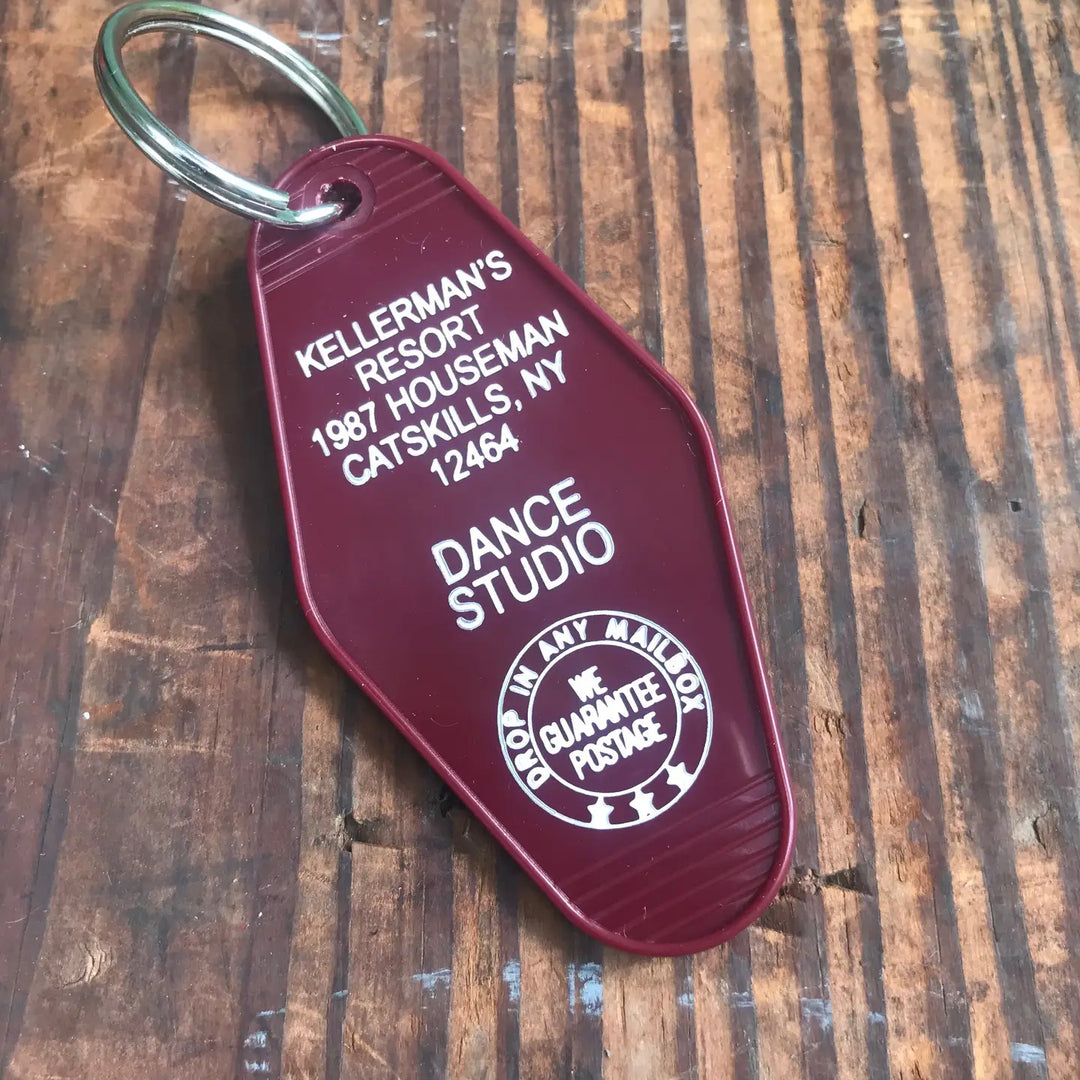 KELLERMAN'S
RESORT
1987 HOUSEMAN
CATSKILLS, NY
12464
DANCE
STUDIO
DROP IN ANY MAILBOX
WE
GUARANTEE
POSTAGE